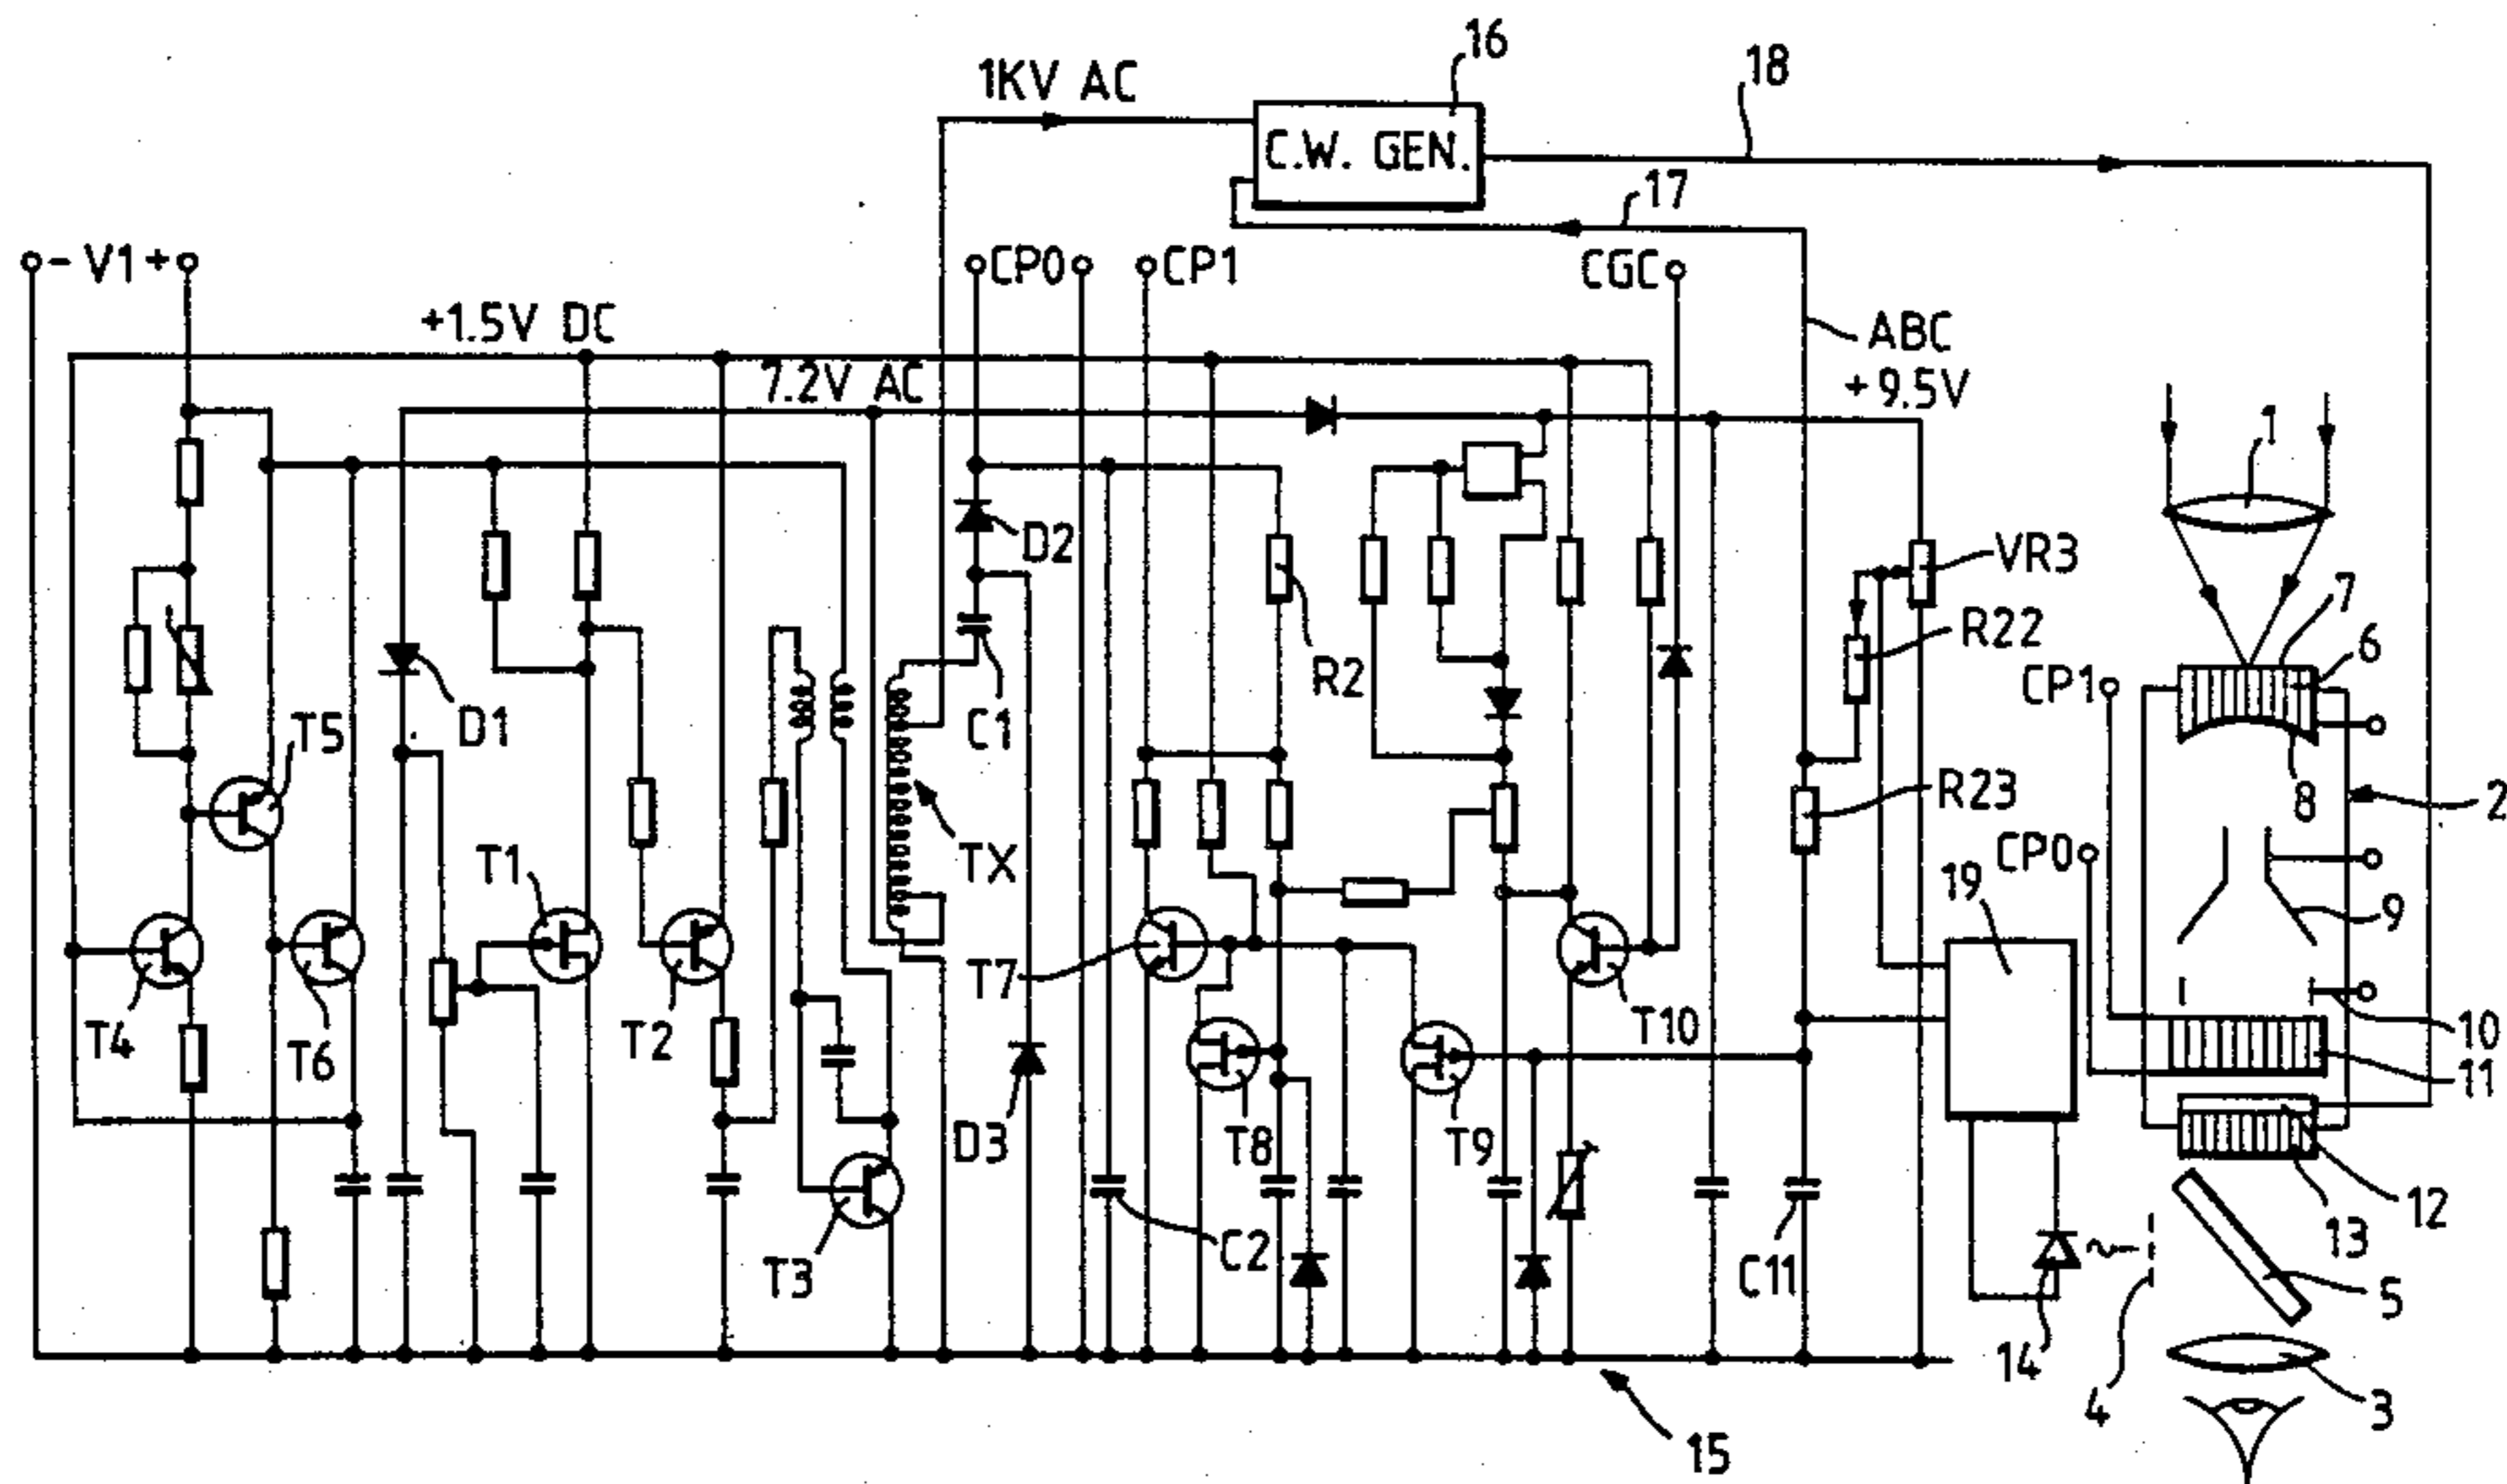 16
18
1KV AC
C.W. GEN.
17
- V1 +
CP0
CP1
CGC
+1.5V DC
ABC
7.2V AC
+9.5V
1
D2
VR3
7
R22
6
R2
CP1
T5
D1
C1
R23
8
2
T1
TX
CP0
19
9
T7
T4
T6
T2
T10
10
11
D3
T8
T9
12
13
T3
C2
C11
5
14
4
3
15